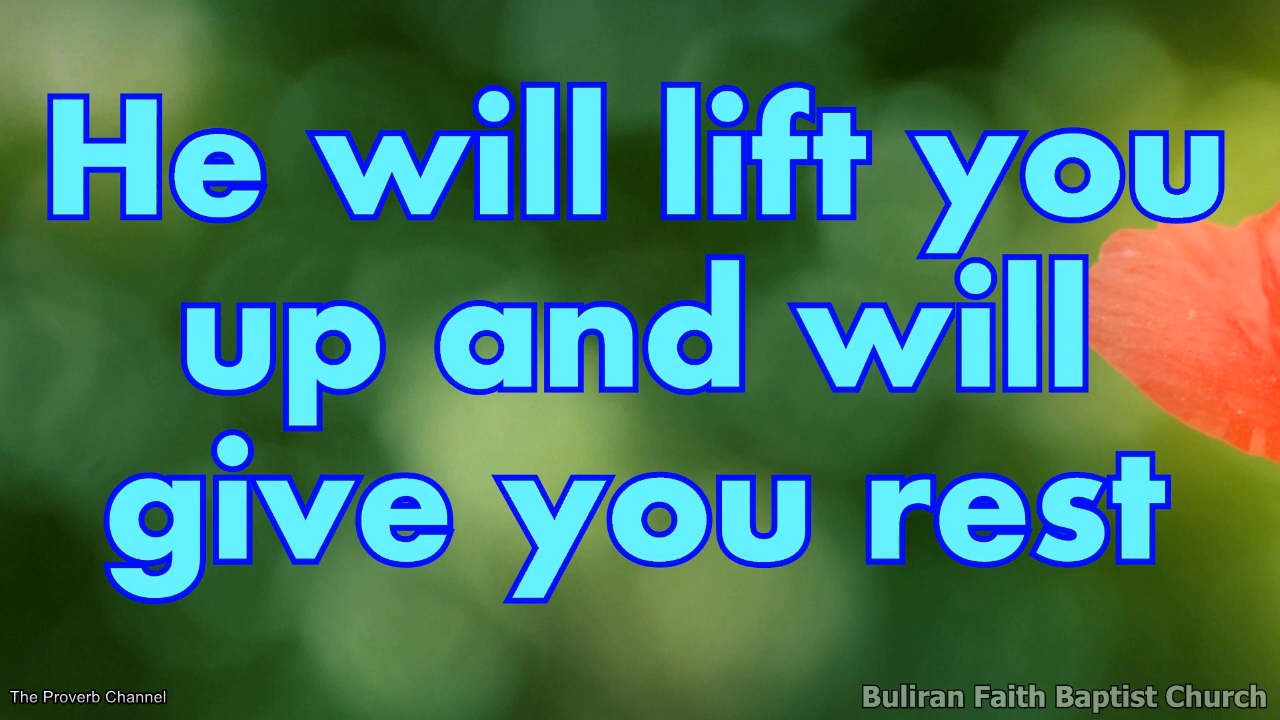 He will lift you
up and will
give you rest
The Proverb Channel
Buliran Faith Baptist Church